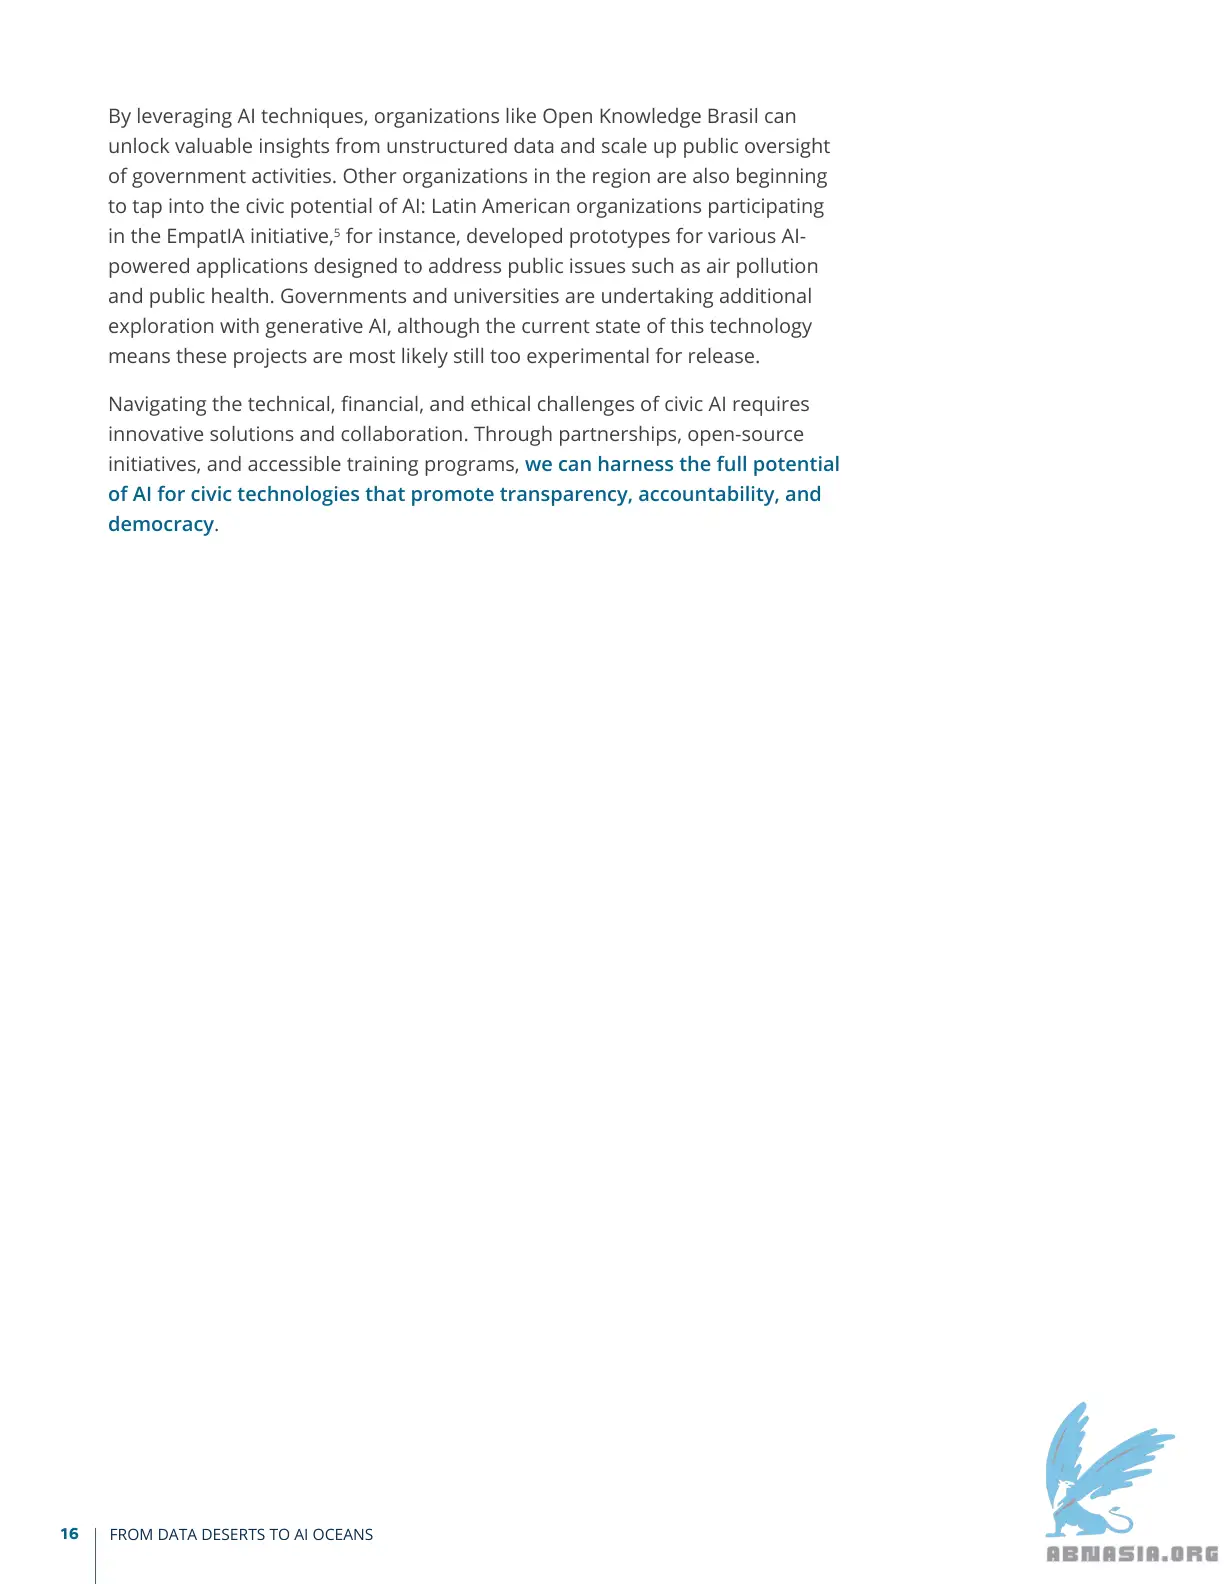 By leveraging AI techniques, organizations like Open Knowledge Brasil can
unlock valuable insights from unstructured data and scale up public oversight
of government activities. Other organizations in the region are also beginning
to tap into the civic potential of AI: Latin American organizations participating
in the EmpatIA initiative,5 for instance, developed prototypes for various AI-
powered applications designed to address public issues such as air pollution
and public health. Governments and universities are undertaking additional
exploration with generative AI, although the current state of this technology
means these projects are most likely still too experimental for release.
Navigating the technical, financial, and ethical challenges of civic AI requires
innovative solutions and collaboration. Through partnerships, open-source
initiatives, and accessible training programs, we can harness the full potential
of AI for civic technologies that promote transparency, accountability, and
democracy.
16 FROM DATA DESERTS TO AI OCEANS
ABNASIA.ORG